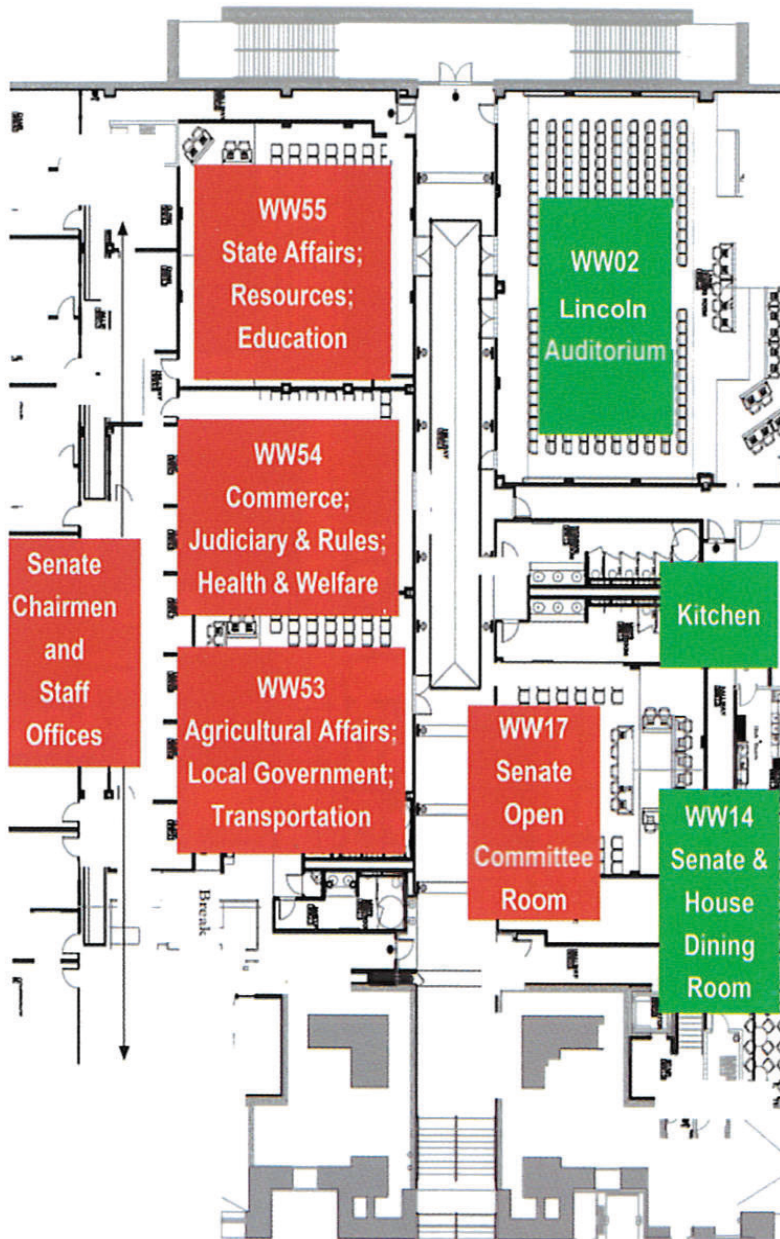 WW55
State Affairs;
Resources;
Education
WW02
Lincoln
Auditorium
WW54
Commerce;
Judiciary & Rules;
Health & Welfare
Senate
Chairmen
and
Staff
Offices
Kitchen
WW53
Agricultural Affairs;
Local Government;
Transportation
WW17
Senate
Open
Committee
Room
WW14
Senate &
House
Dining
Room
Break